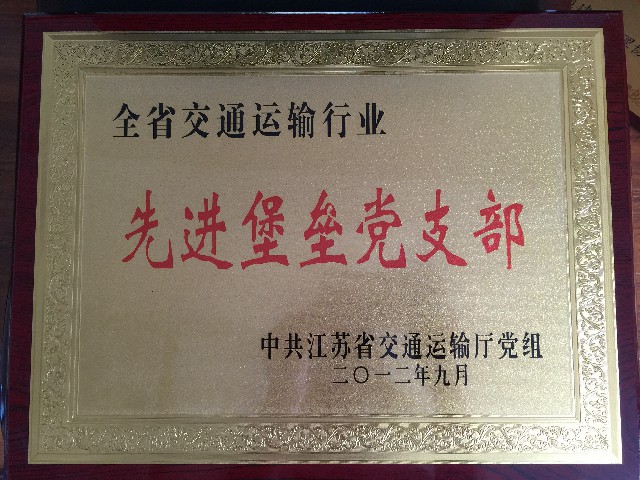 全省交通运输行业
先进堡垒党支部
中共江苏省交通运输厅党组
二〇一二年九月